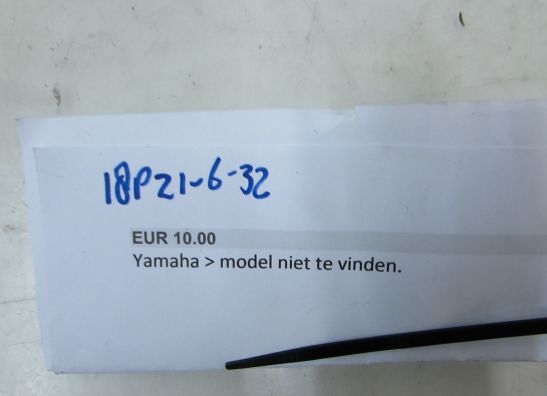 18P21-6-32
EUR 10.00
Yamaha > model niet te vinden.